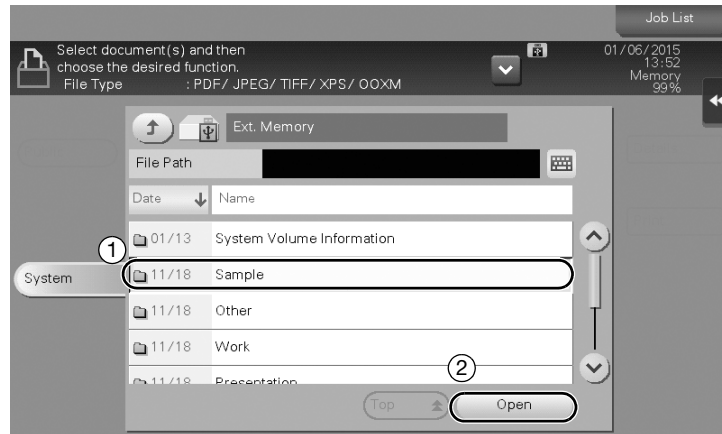 Job List
Select document(s) and then
choose the desired function.
File Type : PDF/ JPEG/ TIFF/ XPS/ OOXM
01/06/2015
13:52
Memory
99%
Ext. Memory
File Path
Date Name
01/13 System Volume Information
1
System
11/18 Sample
11/18 Other
11/18 Work
11/18 Presentation
2
Top Open